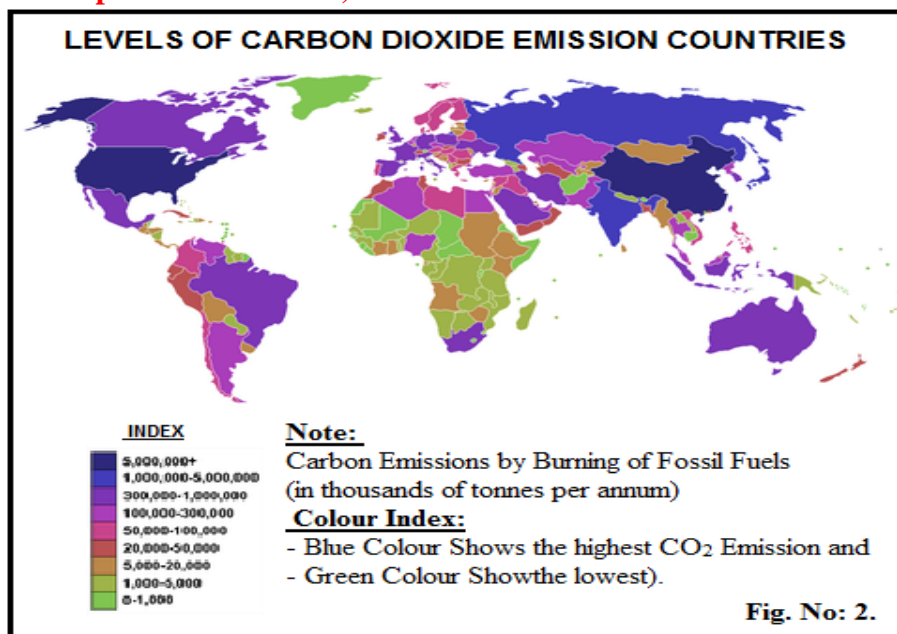 LEVELS OF CARBON DIOXIDE EMISSION COUNTRIES
INDEX
5,000,000+
1,000,000-5,000,000
300,000-1,000,000
100,000-300,000
50,000-100,000
20,000-50,000
5,000-20,000
1,000-5,000
0-1,000
Note:
Carbon Emissions by Burning of Fossil Fuels
(in thousands of tonnes per annum)
Colour Index:
- Blue Colour Shows the highest CO₂ Emission and
- Green Colour Showthe lowest).
Fig. No: 2.